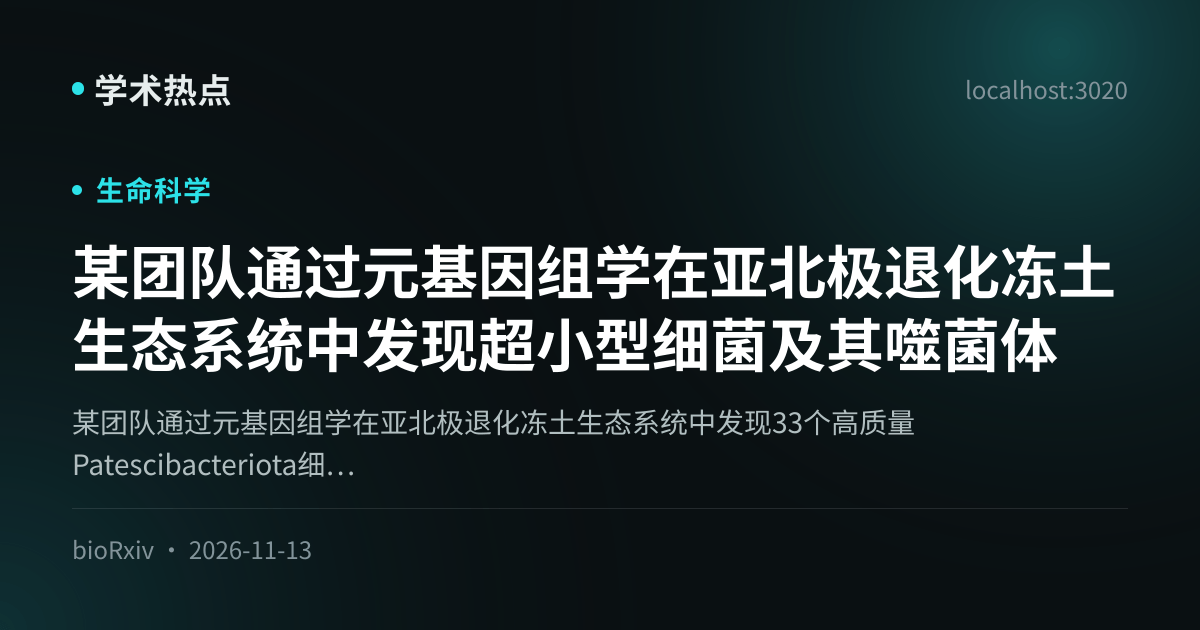 学术热点
localhost:3020
生命科学
某团队通过元基因组学在亚北极退化冻土
生态系统中发现超小型细菌及其噬菌体
某团队通过元基因组学在亚北极退化冻土生态系统中发现33个高质量
Patescibacteriota细…
bioRxiv • 2026-11-13